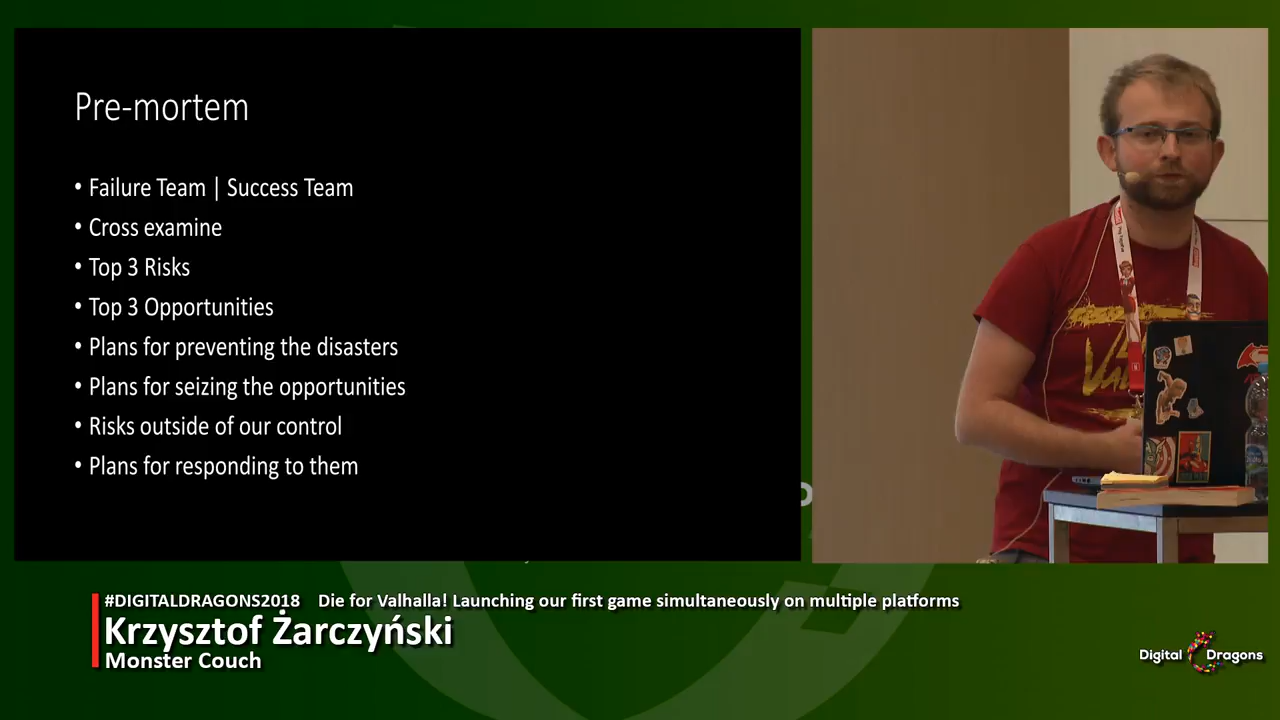 Pre-mortem
• Failure Team | Success Team
• Cross examine
• Top 3 Risks
• Top 3 Opportunities
• Plans for preventing the disasters
• Plans for seizing the opportunities
• Risks outside of our control
• Plans for responding to them
#DIGITALDRAGONS2018 Die for Valhalla! Launching our first game simultaneously on multiple platforms
Krzysztof Żarczyński
Monster Couch
Digital Dragons